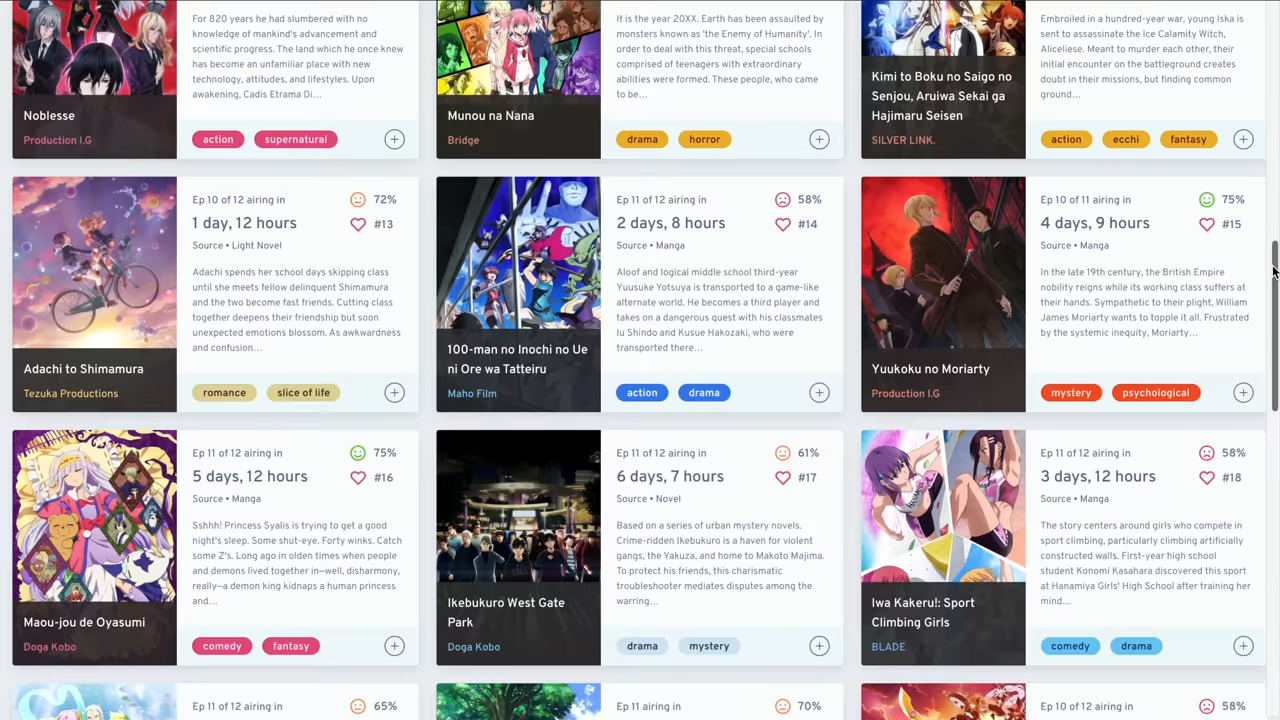 For 820 years he had slumbered with no
knowledge of mankind's advancement and
scientific progress. The land which he once knew
has become an unfamiliar place with new
technology, attitudes, and lifestyles. Upon
awakening, Cadis Etrama Di...
Noblesse
Production I.G
action
supernatural
It is the year 20XX. Earth has been assaulted by
monsters known as 'the Enemy of Humanity'. In
order to deal with this threat, special schools
comprised of teenagers with extraordinary
abilities were formed. These people, who came
to be...
Munou na Nana
Bridge
drama
horror
Embroiled in a hundred-year war, young Iska is
sent to assassinate the Ice Calamity Witch,
Aliceliese. Meant to murder each other, their
initial encounter on the battleground creates
doubt in their missions, but finding common
ground...
Kimi to Boku no Saigo no
Senjou, Aruiwa Sekai ga
Hajimaru Seisen
SILVER LINK.
action
ecchi
fantasy
Ep 10 of 12 airing in
72%
1 day, 12 hours
#13
Source • Light Novel
Adachi spends her school days skipping class
until she meets fellow delinquent Shimamura
and the two become fast friends. Cutting class
together deepens their friendship but soon
unexpected emotions blossom. As awkwardness
and confusion...
Adachi to Shimamura
Tezuka Productions
romance
slice of life
Ep 11 of 12 airing in
58%
2 days, 8 hours
#14
Source • Manga
Aloof and logical middle school third-year
Yuusuke Yotsuya is transported to a game-like
alternate world. He becomes a third player and
takes on a dangerous quest with his classmates
Iu Shindo and Kusue Hakozaki, who were
transported there...
100-man no Inochi no Ue
ni Ore wa Tatteiru
Maho Film
action
drama
Ep 10 of 11 airing in
75%
4 days, 9 hours
#15
Source • Manga
In the late 19th century, the British Empire
nobility reigns while its working class suffers at
their hands. Sympathetic to their plight, William
James Moriarty wants to topple it all. Frustrated
by the systemic inequity, Moriarty...
Yuukoku no Moriarty
Production I.G
mystery
psychological
Ep 11 of 12 airing in
75%
5 days, 12 hours
#16
Source • Manga
Sshhh! Princess Syalis is trying to get a good
night's sleep. Some shut-eye. Forty winks. Catch
some Z's. Long ago in olden times when people
and demons lived together in—well, disharmony,
really—a demon king kidnaps a human princess
and...
Maou-jou de Oyasumi
Doga Kobo
comedy
fantasy
Ep 11 of 12 airing in
61%
6 days, 7 hours
#17
Source • Novel
Based on a series of urban mystery novels.
Crime-ridden Ikebukuro is a haven for violent
gangs, the Yakuza, and home to Makoto Majima.
To protect his friends, this charismatic
troubleshooter mediates disputes among the
warring...
Ikebukuro West Gate
Park
Doga Kobo
drama
mystery
Ep 11 of 12 airing in
58%
3 days, 12 hours
#18
Source • Manga
The story centers around girls who compete in
sport climbing, particularly climbing artificially
constructed walls. First-year high school
student Konomi Kasahara discovered this sport
at Hanamiya Girls' High School after training her
mind...
Iwa Kakeru!: Sport
Climbing Girls
BLADE
comedy
drama
Ep 11 of 12 airing in
65%
Ep 11 of 12 airing in
70%
Ep 10 of 12 airing in
58%